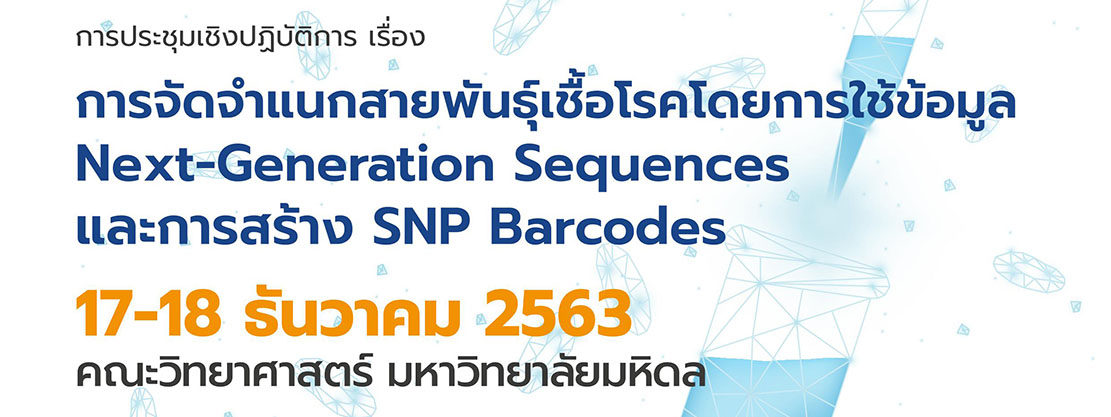 การประชุมเชิงปฏิบัติการ เรื่อง
การจัดจำแนกสายพันธุ์เชื้อโรคโดยการใช้ข้อมูล
Next-Generation Sequences
และการสร้าง SNP Barcodes
17-18 ธันวาคม 2563
คณะวิทยาศาสตร์ มหาวิทยาลัยมหิดล